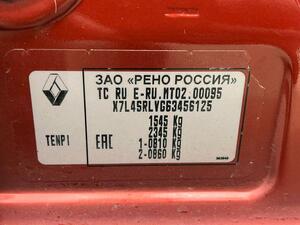 ЗАО «РЕНО РОССИЯ»
TC RU E-RU.MT02.00095
X7L4SRLVG63456125
1545 Kg
2345 Kg
TENPI EAC 1-0810 Kg
2-0860 Kg